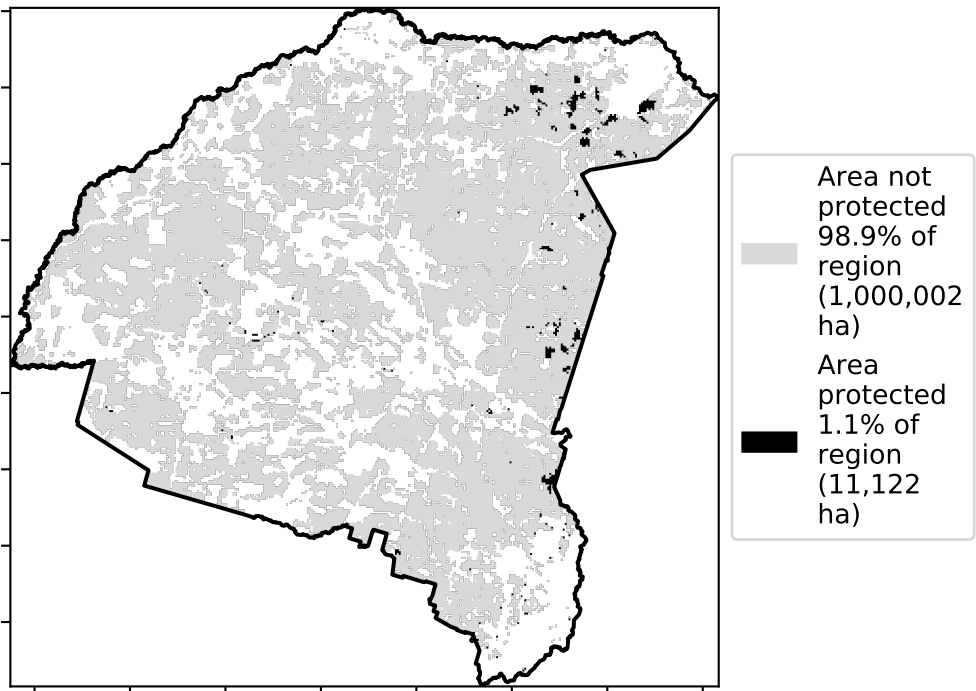 Area not
protected
98.9% of
region
(1,000,002
ha)
Area
protected
1.1% of
region
(11,122
ha)